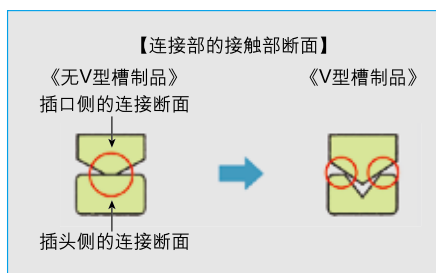 【连接部的接触部断面】
《无V型槽制品》
《V型槽制品》
插口侧的连接断面
插头侧的连接断面